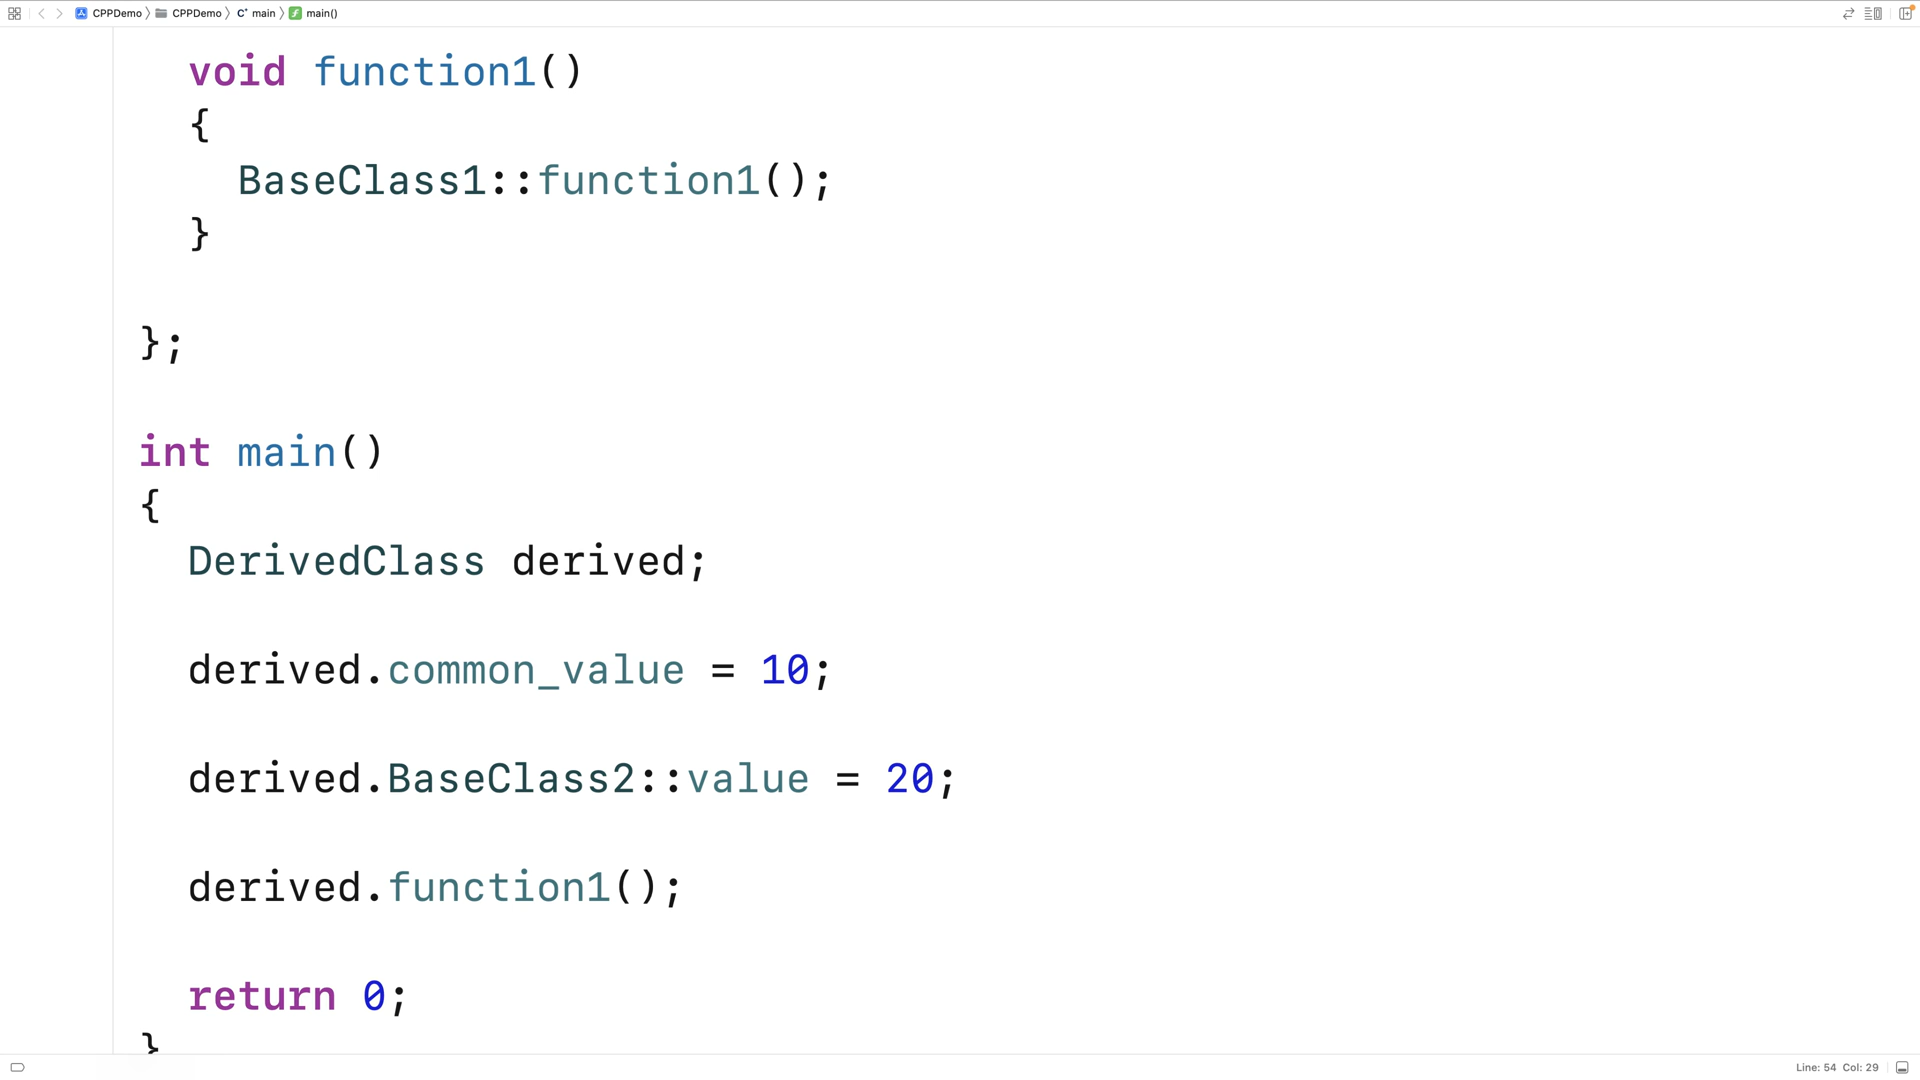 CPPDemo CPPDemo C⁺ main f main()
void function1()
{
BaseClass1::function1();
}
};
int main()
{
DerivedClass derived;
derived.common_value = 10;
derived.BaseClass2::value = 20;
derived.function1();
return 0;
}
Line: 54 Col: 29